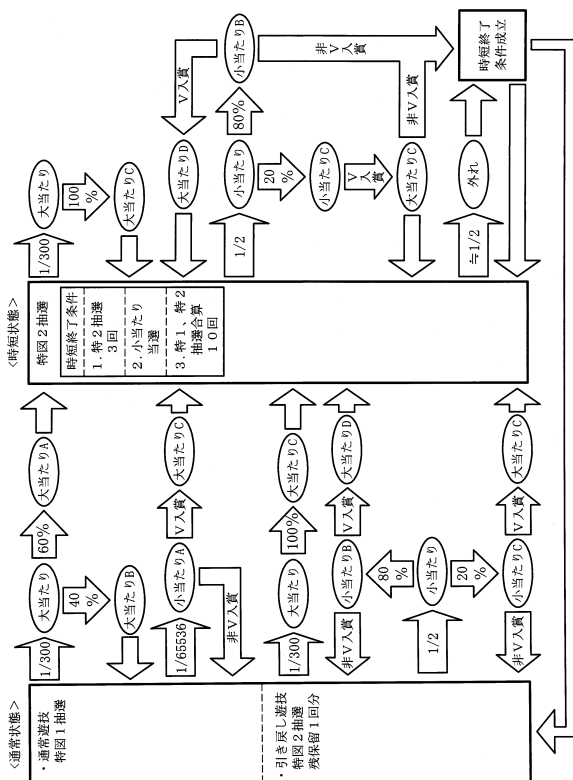 <通常状態>
・通常遊技
特図1抽選
・引き戻し遊技
特図2抽選
残保留1回分
1/300
大当たり
60%
大当たりA
40
%
大当たりB
1/65536
小当たりA
V入賞
大当たりC
非V入賞
1/300
大当たり
100%
大当たりC
1/2
小当たり
80
%
小当たりB
V入賞
大当たりD
非V入賞
20
%
小当たりC
V入賞
大当たりC
非V入賞
<時短状態>
特図2抽選
時短終了条件
1．特2抽選
3回
2．小当たり
当選
3．特1、特2
抽選合算
10回
1/300
大当たり
100
%
大当たりC
1/2
小当たり
80%
小当たりB
V入賞
大当たりD
非V入賞
20
%
小当たりC
V入
賞
大当たりC
非V入賞
≒1/2
外れ
時短終了
条件成立